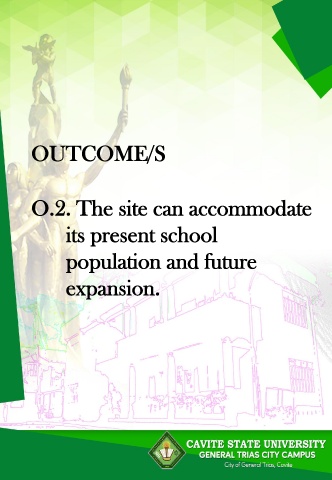 OUTCOME/S
O.2. The site can accommodate
its present school
population and future
expansion.
CAVITE STATE UNIVERSITY
GENERAL TRIAS CITY CAMPUS
City of General Trias, Cavite